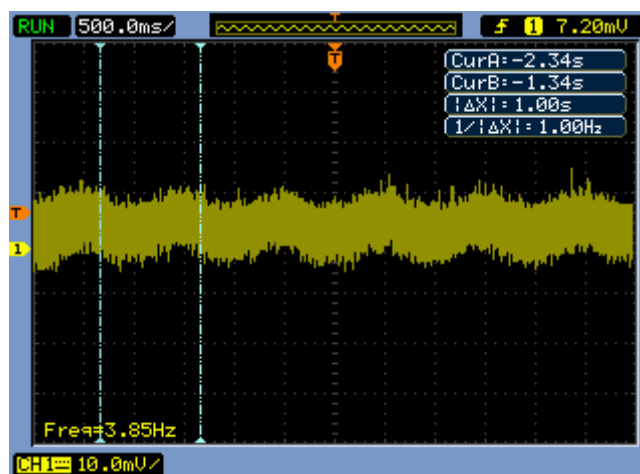 RUN 500.0ms/ T f 1 7.20mV
T
CurA:-2.34s
CurB:-1.34s
|ΔX|:1.00s
1/|ΔX|:1.00Hz
T
1
Freq=3.85Hz
CH1 10.0mV/